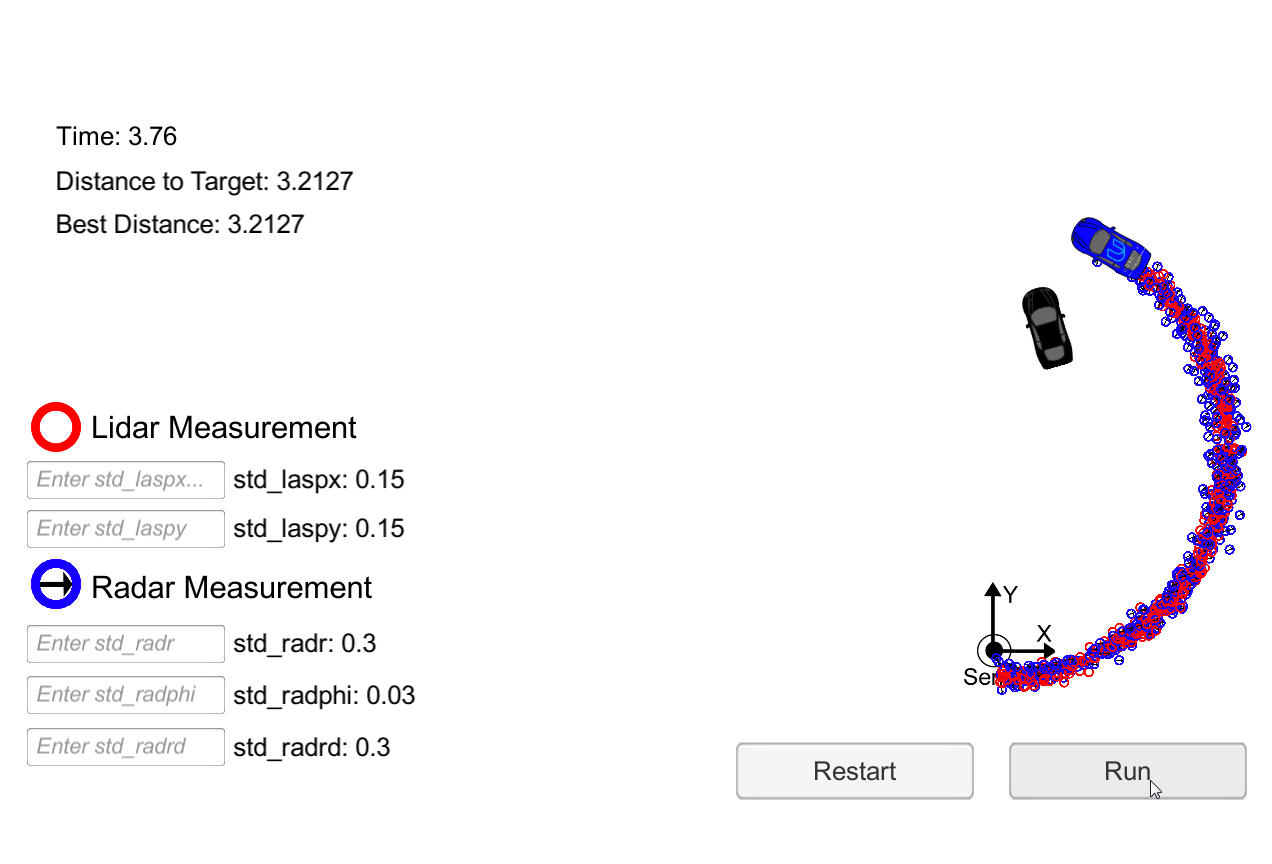 Time: 3.76
Distance to Target: 3.2127
Best Distance: 3.2127
Lidar Measurement
Enter std_laspx... std_laspx: 0.15
Enter std_laspy std_laspy: 0.15
Radar Measurement
Enter std_radr std_radr: 0.3
Enter std_radphi std_radphi: 0.03
Enter std_radrd std_radrd: 0.3
Y
X
Restart
Run